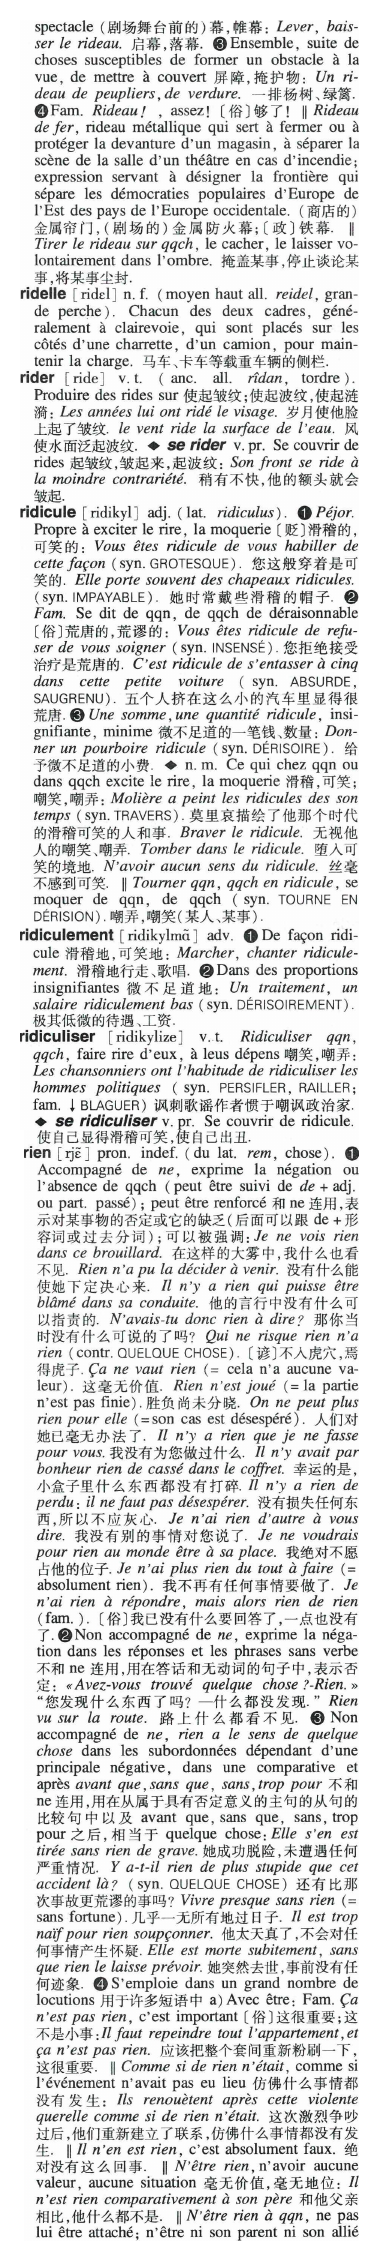 spectacle (剧场舞台前的)幕,帷幕: Lever, bais-
ser le rideau. 启幕,落幕. ❸Ensemble, suite de
choses susceptibles de former un obstacle à la
vue, de mettre à couvert 屏障,掩护物: Un ri-
deau de peupliers, de verdure. 一排杨树、绿篱.
❹Fam. Rideau! , assez! 〔俗〕够了! ‖ Rideau
de fer, rideau métallique qui sert à fermer ou à
protéger la devanture d'un magasin, à séparer la
scène de la salle d'un théâtre en cas d'incendie;
expression servant à désigner la frontière qui
sépare les démocraties populaires d'Europe de
l'Est des pays de l'Europe occidentale. (商店的)
金属帘门,(剧场的)金属防火幕;〔政〕铁幕. ‖
Tirer le rideau sur qqch, le cacher, le laisser vo-
lontairement dans l'ombre. 掩盖某事,停止谈论某
事,将某事尘封.
ridelle [ridel] n. f. (moyen haut all. reidel, gran-
de perche). Chacun des deux cadres, géné-
ralement à clairevoie, qui sont placés sur les
côtés d'une charrette, d'un camion, pour main-
tenir la charge. 马车、卡车等载重车辆的侧栏.
rider [ride] v. t. ( anc. all. rîdan, tordre ).
Produire des rides sur 使起皱纹;使起波纹,使起涟
漪: Les années lui ont ridé le visage. 岁月使他脸
上起了皱纹. le vent ride la surface de l'eau. 风
使水面泛起波纹. ◆ se rider v. pr. Se couvrir de
rides 起皱纹,皱起来,起波纹: Son front se ride à
la moindre contrariété. 稍有不快,他的额头就会
皱起.
ridicule [ridikyl] adj. (lat. ridiculus). ❶ Péjor.
Propre à exciter le rire, la moquerie〔贬〕滑稽的,
可笑的: Vous êtes ridicule de vous habiller de
cette façon (syn. GROTESQUE). 您这般穿着是可
笑的. Elle porte souvent des chapeaux ridicules.
(syn. IMPAYABLE). 她时常戴些滑稽的帽子. ❷
Fam. Se dit de qqn, de qqch de déraisonnable
〔俗〕荒唐的,荒谬的: Vous êtes ridicule de refu-
ser de vous soigner (syn. INSENSÉ). 您拒绝接受
治疗是荒唐的. C'est ridicule de s'entasser à cinq
dans cette petite voiture ( syn. ABSURDE,
SAUGRENU). 五个人挤在这么小的汽车里显得很
荒唐. ❸ Une somme, une quantité ridicule, insi-
gnifiante, minime 微不足道的一笔钱、数量: Don-
ner un pourboire ridicule (syn. DÉRISOIRE). 给
予微不足道的小费. ◆ n. m. Ce qui chez qqn ou
dans qqch excite le rire, la moquerie 滑稽,可笑;
嘲笑,嘲弄: Molière a peint les ridicules des son
temps (syn. TRAVERS). 莫里哀描绘了他那个时代
的滑稽可笑的人和事. Braver le ridicule. 无视他
人的嘲笑、嘲弄. Tomber dans le ridicule. 堕入可
笑的境地. N'avoir aucun sens du ridicule. 丝毫
不感到可笑. ‖ Tourner qqn, qqch en ridicule, se
moquer de qqn, de qqch ( syn. TOURNE EN
DÉRISION). 嘲弄,嘲笑(某人、某事).
ridiculement [ridikylmɑ̃] adv. ❶ De façon ridi-
cule 滑稽地,可笑地: Marcher, chanter ridicule-
ment. 滑稽地行走、歌唱. ❷ Dans des proportions
insignifiantes 微不足道地: Un traitement, un
salaire ridiculement bas (syn. DÉRISOIREMENT).
极其低微的待遇、工资.
ridiculiser [ridikylize] v. t. Ridiculiser qqn,
qqch, faire rire d'eux, à leus dépens 嘲笑,嘲弄:
Les chansonniers ont l'habitude de ridiculiser les
hommes politiques ( syn. PERSIFLER, RAILLER;
fam. ↓ BLAGUER) 讽刺歌谣作者惯于嘲讽政治家.
◆ se ridiculiser v. pr. Se couvrir de ridicule.
使自己显得滑稽可笑,使自己出丑.
rien [rjɛ̃] pron. indef. (du lat. rem, chose). ❶
Accompagné de ne, exprime la négation ou
l'absence de qqch (peut être suivi de de + adj.
ou part. passé); peut être renforcé 和 ne 连用,表
示对某事物的否定或它的缺乏(后面可以跟 de + 形
容词或过去分词);可以被强调: Je ne vois rien
dans ce brouillard. 在这样的大雾中,我什么也看
不见. Rien n'a pu la décider à venir. 没有什么能
使她下定决心来. Il n'y a rien qui puisse être
blâmé dans sa conduite. 他的言行中没有什么可
以指责的. N'avais-tu donc rien à dire? 那你当
时没有什么可说的了吗? Qui ne risque rien n'a
rien (contr. QUELQUE CHOSE). 〔谚〕不入虎穴,焉
得虎子. Ça ne vaut rien (= cela n'a aucune va-
leur). 这毫无价值. Rien n'est joué (= la partie
n'est pas finie). 胜负尚未分晓. On ne peut plus
rien pour elle (= son cas est désespéré). 人们对
她已毫无办法了. Il n'y a rien que je ne fasse
pour vous. 我没有为您做过什么. Il n'y avait par
bonheur rien de cassé dans le coffret. 幸运的是,
小盒子里什么东西都没有打碎. Il n'y a rien de
perdu: il ne faut pas désespérer. 没有损失任何东
西,所以不应灰心. Je n'ai rien d'autre à vous
dire. 我没有别的事情对您说了. Je ne voudrais
pour rien au monde être à sa place. 我绝对不愿
占他的位子. Je n'ai plus rien du tout à faire (=
absolument rien). 我不再有任何事情要做了. Je
n'ai rien à répondre, mais alors rien de rien
(fam.). 〔俗〕我已没有什么要回答了,一点也没有
了. ❷ Non accompagné de ne, exprime la néga-
tion dans les réponses et les phrases sans verbe
不和 ne 连用,用在答话和无动词的句子中,表示否
定: «Avez-vous trouvé quelque chose ?-Rien. »
“您发现什么东西了吗? —什么都没发现.” Rien
vu sur la route. 路上什么都看不见. ❸ Non
accompagné de ne, rien a le sens de quelque
chose dans les subordonnées dépendant d'une
principale négative, dans une comparative et
après avant que, sans que, sans, trop pour 不和
ne 连用,用在从属于具有否定意义的主句的从句的
比较句中以及 avant que, sans que, sans, trop
pour 之后,相当于 quelque chose: Elle s'en est
tirée sans rien de grave. 她成功脱险,未遭遇任何
严重情况. Y a-t-il rien de plus stupide que cet
accident là? (syn. QUELQUE CHOSE) 还有比那
次事故更荒谬的事吗? Vivre presque sans rien (=
sans fortune). 几乎一无所有地过日子. Il est trop
naïf pour rien soupçonner. 他太天真了,不会对任
何事情产生怀疑. Elle est morte subitement, sans
que rien le laisse prévoir. 她突然去世,事前没有任
何迹象. ❹ S'emploie dans un grand nombre de
locutions 用于许多短语中 a) Avec être: Fam. Ça
n'est pas rien, c'est important〔俗〕这很重要;这
不是小事: Il faut repeindre tout l'appartement, et
ça n'est pas rien. 应该把整个套间重新粉刷一下,
这很重要. ‖ Comme si de rien n'était, comme si
l'événement n'avait pas eu lieu 仿佛什么事情都
没有发生: Ils renouètent après cette violente
querelle comme si de rien n'était. 这次激烈争吵
过后,他们重新建立了联系,仿佛什么事情都没有发
生. ‖ Il n'en est rien, c'est absolument faux. 绝
对没有这么回事. ‖ N'être rien, n'avoir aucune
valeur, aucune situation 毫无价值,毫无地位: Il
n'est rien comparativement à son père 和他父亲
相比,他什么都不是. ‖ N'être rien à qqn, ne pas
lui être attaché; n'être ni son parent ni son allié